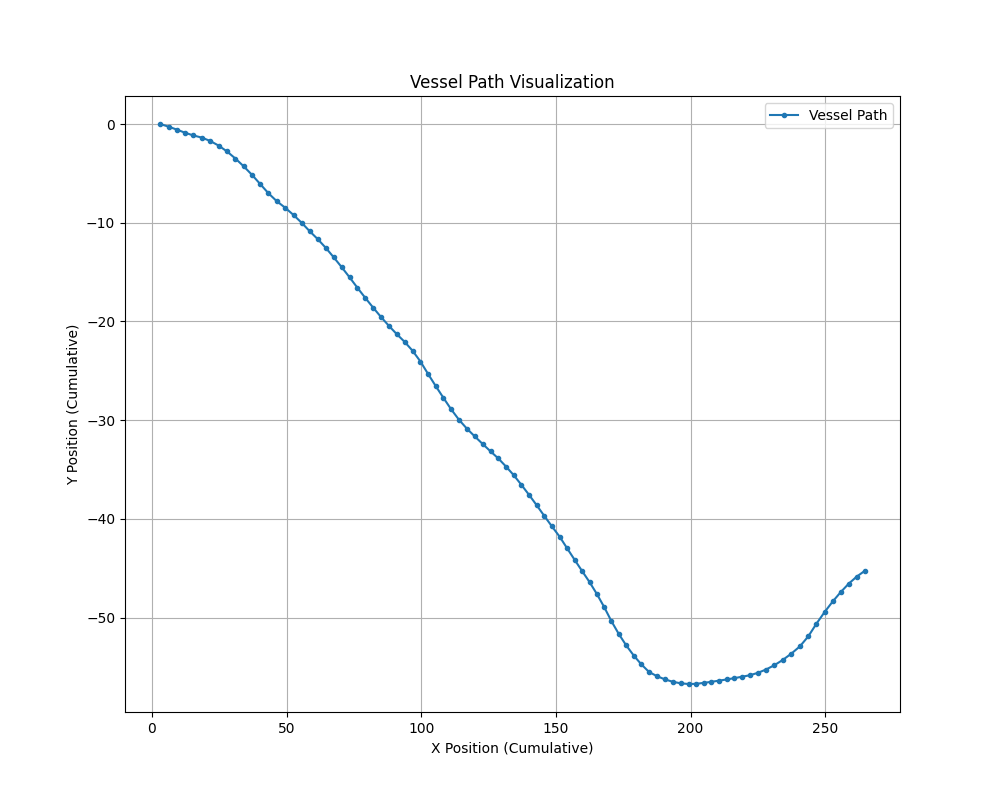 Vessel Path Visualization
Vessel Path
0
−10
−20
−30
−40
−50
Y Position (Cumulative)
0 50 100 150 200 250
X Position (Cumulative)